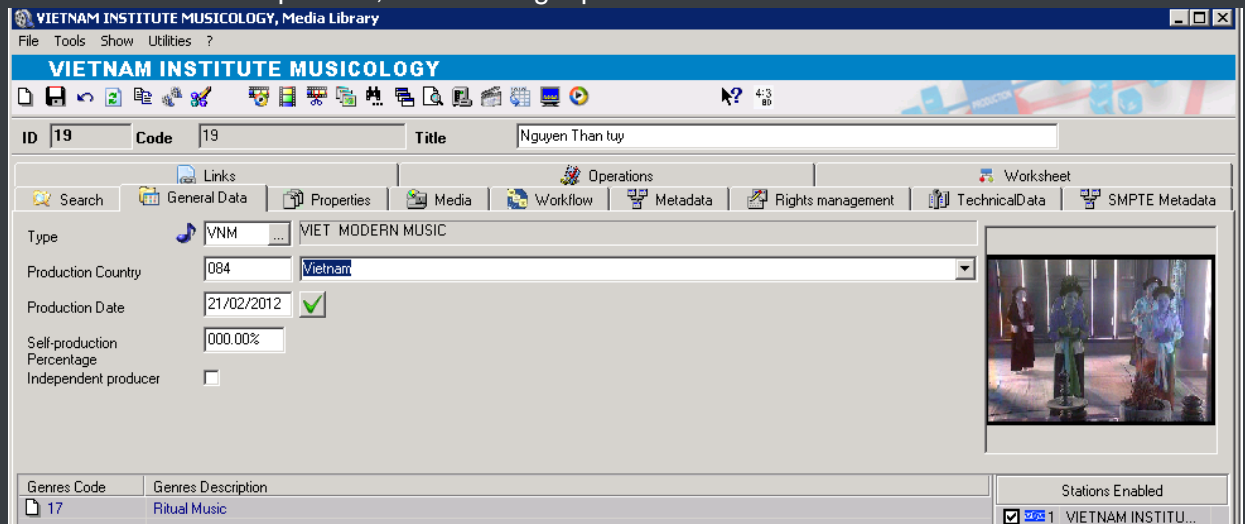 VIETNAM INSTITUTE MUSICOLOGY, Media Library
File Tools Show Utilities ?
VIETNAM INSTITUTE MUSICOLOGY
4:3
PRODUCTION
ID 19 Code 19 Title Nguyen Than tuy
Links Operations Worksheet
Search General Data Properties Media Workflow Metadata Rights management TechnicalData SMPTE Metadata
Type VNM ... VIET MODERN MUSIC
Production Country 084 Vietnam
Production Date 21/02/2012
Self-production 000.00%
Percentage
Independent producer
Genres Code Genres Description Stations Enabled
17 Ritual Music 1 VIETNAM INSTITU...